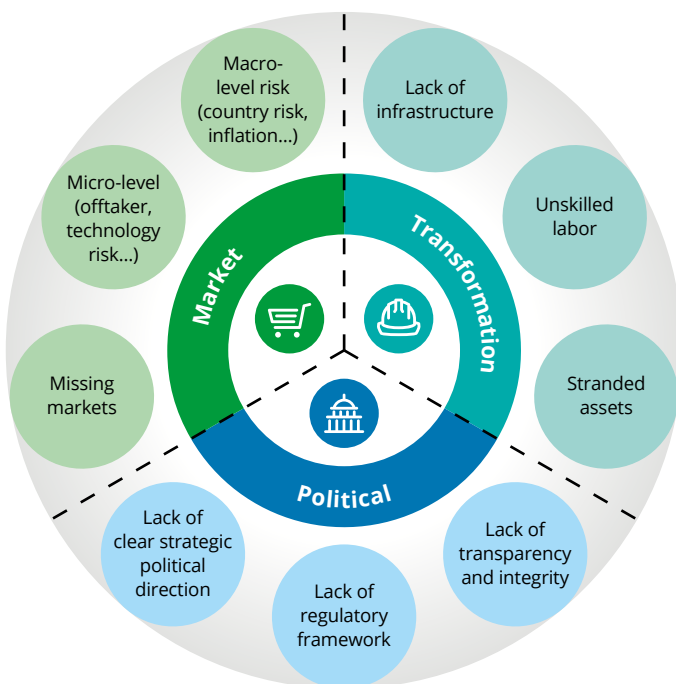 Macro-
level risk
(country risk,
inflation...)
Lack of
infrastructure
Micro-level
(offtaker,
technology
risk...)
Unskilled
labor
Market
Transformation
Missing
markets
Stranded
assets
Political
Lack of
clear strategic
political
direction
Lack of
regulatory
framework
Lack of
transparency
and integrity